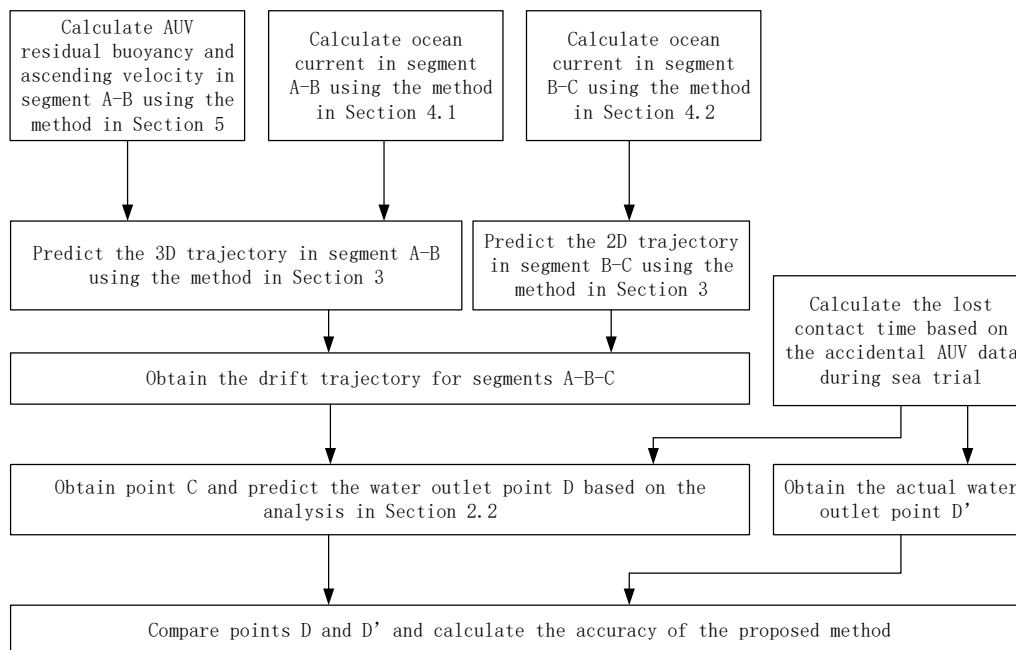 Calculate AUV
residual buoyancy and
ascending velocity in
segment A-B using the
method in Section 5
Calculate ocean
current in segment
A-B using the method
in Section 4.1
Calculate ocean
current in segment
B-C using the method
in Section 4.2
Predict the 3D trajectory in segment A-B
using the method in Section 3
Predict the 2D trajectory
in segment B-C using the
method in Section 3
Calculate the lost
contact time based on
the accidental AUV data
during sea trial
Obtain the drift trajectory for segments A-B-C
Obtain point C and predict the water outlet point D based on the
analysis in Section 2.2
Obtain the actual water
outlet point D’
Compare points D and D’ and calculate the accuracy of the proposed method